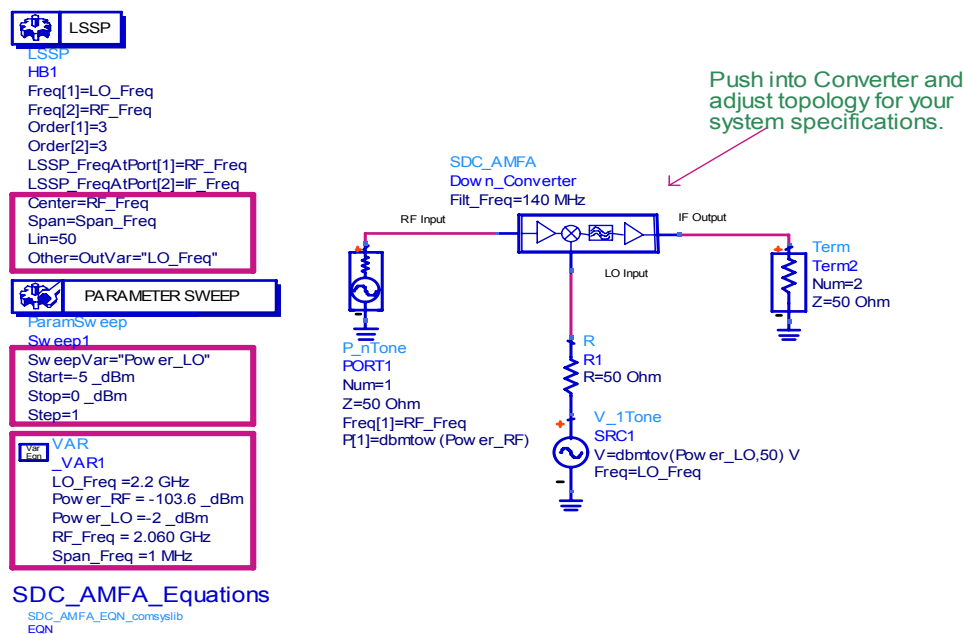 LSSP
LSSP
HB1
Freq[1]=LO_Freq
Freq[2]=RF_Freq
Order[1]=3
Order[2]=3
LSSP_FreqAtPort[1]=RF_Freq
LSSP_FreqAtPort[2]=IF_Freq
Center=RF_Freq
Span=Span_Freq
Lin=50
Other=OutVar="LO_Freq"
PARAMETER SWEEP
ParamSweep
Sweep1
SweepVar="Power_LO"
Start=-5 _dBm
Stop=0 _dBm
Step=1
Var
Eqn
VAR
_VAR1
LO_Freq =2.2 GHz
Power_RF = -103.6 _dBm
Power_LO =-2 _dBm
RF_Freq = 2.060 GHz
Span_Freq =1 MHz
SDC_AMFA_Equations
SDC_AMFA_EQN_comsyslib
EQN
Push into Converter and
adjust topology for your
system specifications.
SDC_AMFA
Down_Converter
Filt_Freq=140 MHz
RF Input
IF Output
LO Input
P_nTone
PORT1
Num=1
Z=50 Ohm
Freq[1]=RF_Freq
P[1]=dbmtow(Power_RF)
R
R1
R=50 Ohm
V_1Tone
SRC1
V=dbmtov(Power_LO,50) V
Freq=LO_Freq
Term
Term2
Num=2
Z=50 Ohm